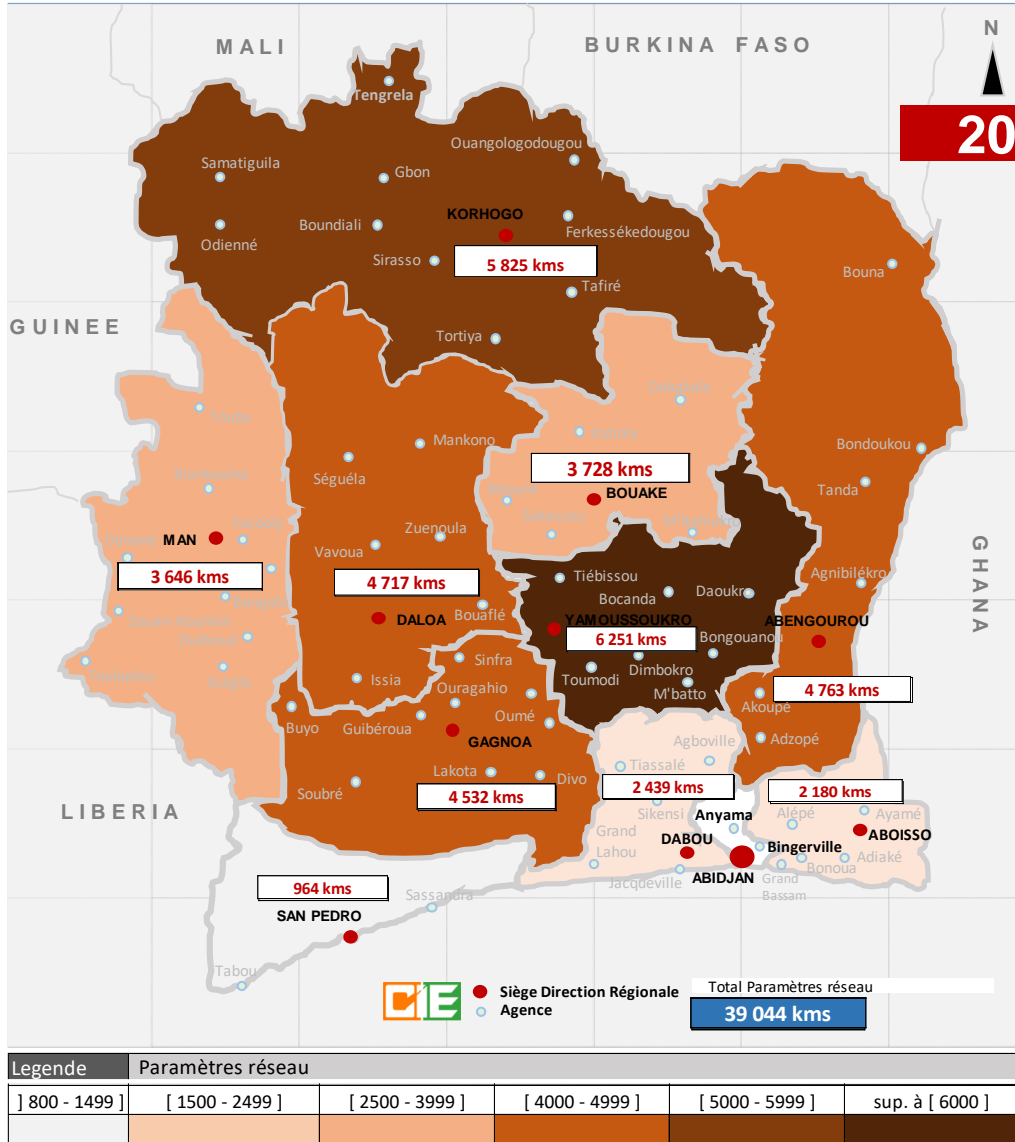 MALI
BURKINA FASO
N
Tengrela
20
Ouangologodougou
Samatiguila
Gbon
KORHOGO
Boundiali
Ferkessékedougou
Odienné
Sirasso
5 825 kms
Bouna
Tafiré
GUINEE
Tortiya
Mankono
Bondoukou
Séguéla
3 728 kms
Tanda
BOUAKE
Zuenoula
MAN
Vavoua
GHANA
3 646 kms
4 717 kms
Tiébissou
Agnibilékro
Bocanda
Daoukro
Bouaflé
DALOA
YAMOUSSOUKRO
ABENGOUROU
6 251 kms
Bongouanou
Sinfra
Dimbokro
Toumodi
Issia
M'batto
4 763 kms
Ouragahio
Akoupé
Buyo
Guibéroua
Oumé
GAGNOA
Adzopé
Agboville
Lakota
Divo
Tiassalé
Soubré
4 532 kms
2 439 kms
2 180 kms
LIBERIA
Sikensi
Anyama
Alépé
Ayamé
Grand
Lahou
DABOU
Bingerville
ABOISSO
Adiaké
Bonoua
Jacqdeville
ABIDJAN
Grand
Bassam
964 kms
Sassandra
SAN PEDRO
Tabou
CIE
Siège Direction Régionale
Agence
Total Paramètres réseau
39 044 kms
Legende
Paramètres réseau
] 800 - 1499 ]
[ 1500 - 2499 ]
[ 2500 - 3999 ]
[ 4000 - 4999 ]
[ 5000 - 5999 ]
sup. à [ 6000 ]